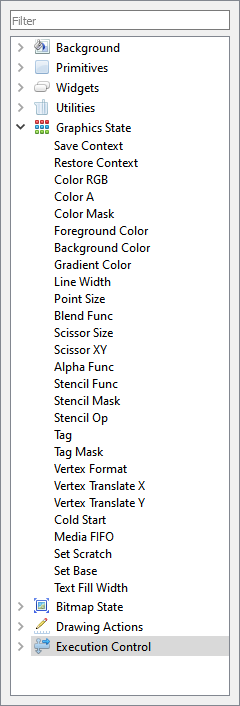 Filter
Background
Primitives
Widgets
Utilities
Graphics State
Save Context
Restore Context
Color RGB
Color A
Color Mask
Foreground Color
Background Color
Gradient Color
Line Width
Point Size
Blend Func
Scissor Size
Scissor XY
Alpha Func
Stencil Func
Stencil Mask
Stencil Op
Tag
Tag Mask
Vertex Format
Vertex Translate X
Vertex Translate Y
Cold Start
Media FIFO
Set Scratch
Set Base
Text Fill Width
Bitmap State
Drawing Actions
Execution Control